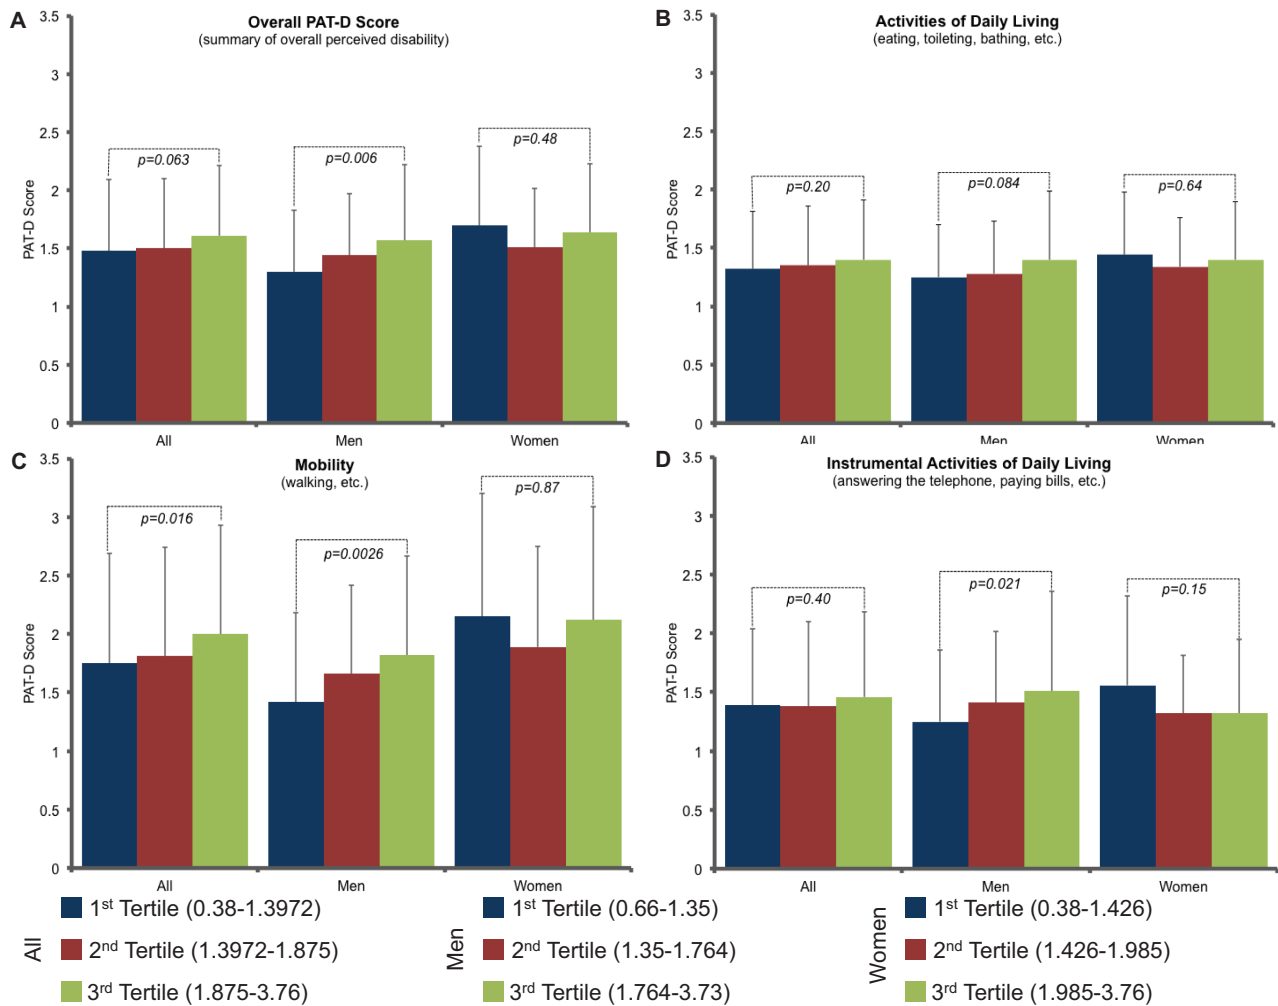 A
Overall PAT-D Score
(summary of overall perceived disability)
3.5
3
2.5
2
1.5
1
0.5
0
PAT-D Score
p=0.063
p=0.006
p=0.48
All
Men
Women
B
Activities of Daily Living
(eating, toileting, bathing, etc.)
3.5
3
2.5
2
1.5
1
0.5
0
PAT-D Score
p=0.20
p=0.084
p=0.64
All
Men
Women
C
Mobility
(walking, etc.)
3.5
3
2.5
2
1.5
1
0.5
0
PAT-D Score
p=0.016
p=0.0026
p=0.87
All
Men
Women
D
Instrumental Activities of Daily Living
(answering the telephone, paying bills, etc.)
3.5
3
2.5
2
1.5
1
0.5
0
PAT-D Score
p=0.40
p=0.021
p=0.15
All
Men
Women
All
1st Tertile (0.38-1.3972)
2nd Tertile (1.3972-1.875)
3rd Tertile (1.875-3.76)
Men
1st Tertile (0.66-1.35)
2nd Tertile (1.35-1.764)
3rd Tertile (1.764-3.73)
Women
1st Tertile (0.38-1.426)
2nd Tertile (1.426-1.985)
3rd Tertile (1.985-3.76)